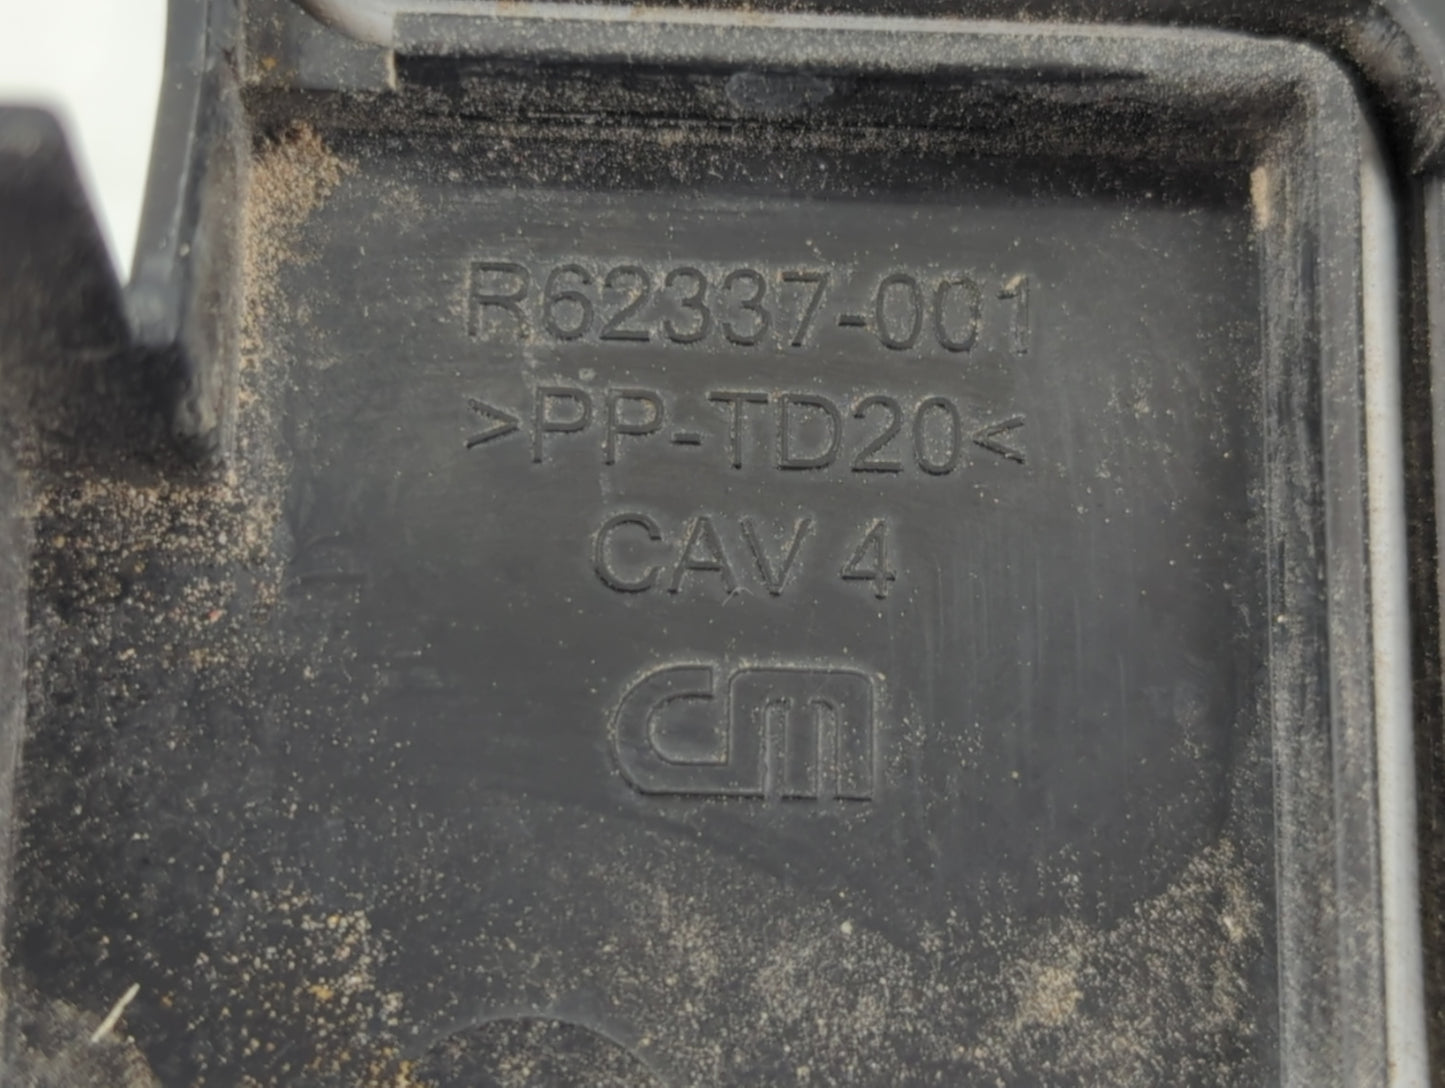 R62337-001
>PP-TD20<
CAV 4
cm